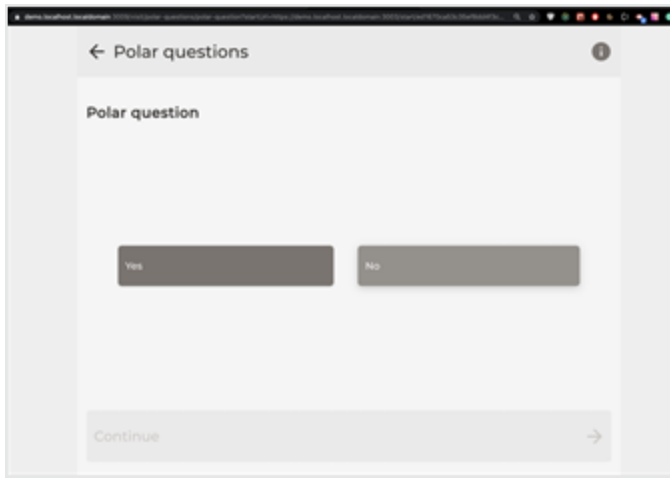 Polar questions
Polar question
Yes
No
Continue